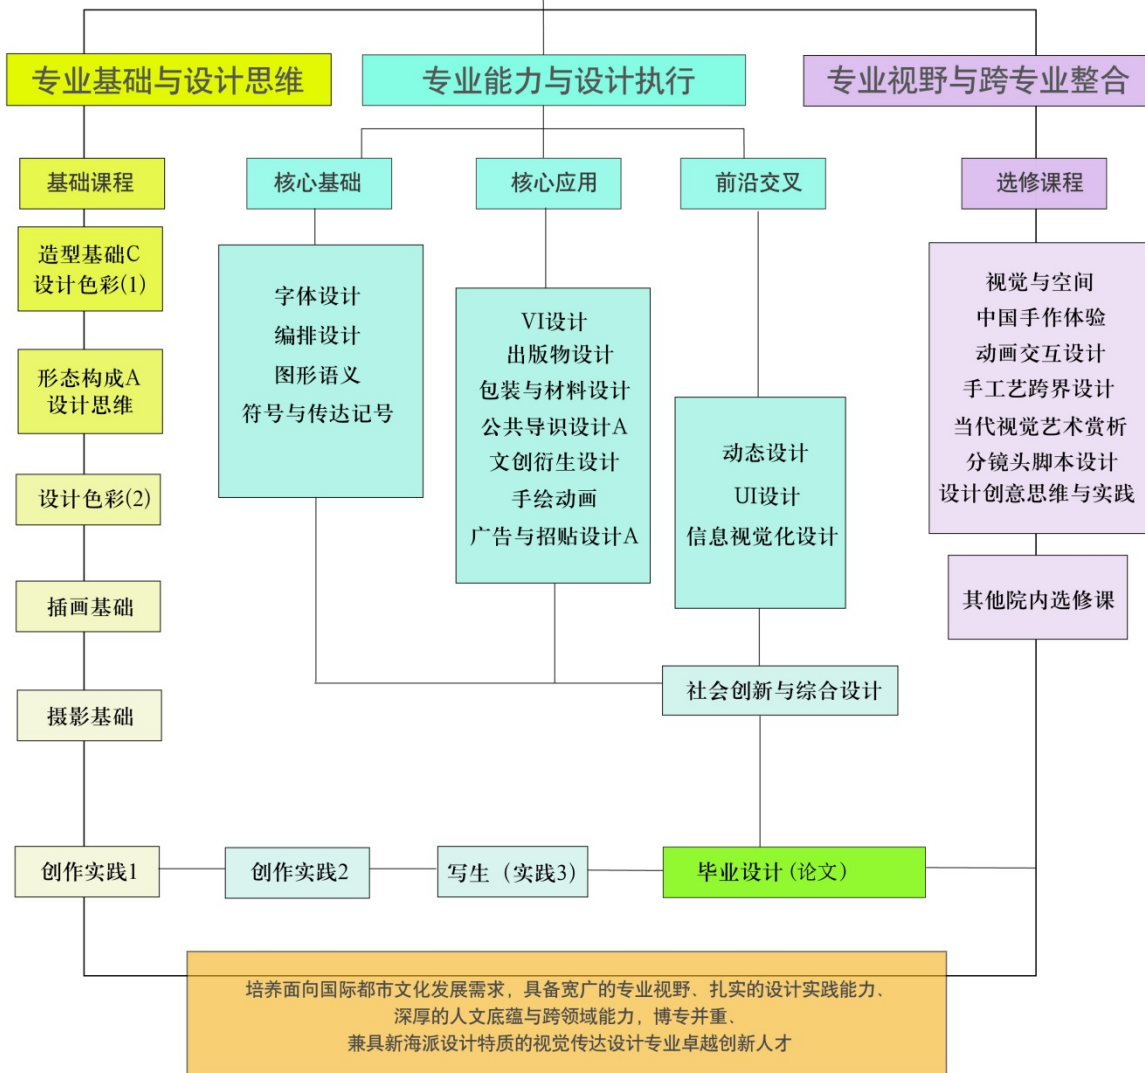 专业基础与设计思维
专业能力与设计执行
专业视野与跨专业整合
基础课程
核心基础
核心应用
前沿交叉
选修课程
造型基础C
设计色彩(1)
形态构成A
设计思维
设计色彩(2)
插画基础
摄影基础
字体设计
编排设计
图形语义
符号与传达记号
VI设计
出版物设计
包装与材料设计
公共导识设计A
文创衍生设计
手绘动画
广告与招贴设计A
动态设计
UI设计
信息视觉化设计
视觉与空间
中国手作体验
动画交互设计
手工艺跨界设计
当代视觉艺术赏析
分镜头脚本设计
设计创意思维与实践
其他院内选修课
社会创新与综合设计
创作实践1
创作实践2
写生（实践3）
毕业设计(论文）
培养面向国际都市文化发展需求，具备宽广的专业视野、扎实的设计实践能力、
深厚的人文底蕴与跨领域能力，博专并重、
兼具新海派设计特质的视觉传达设计专业卓越创新人才